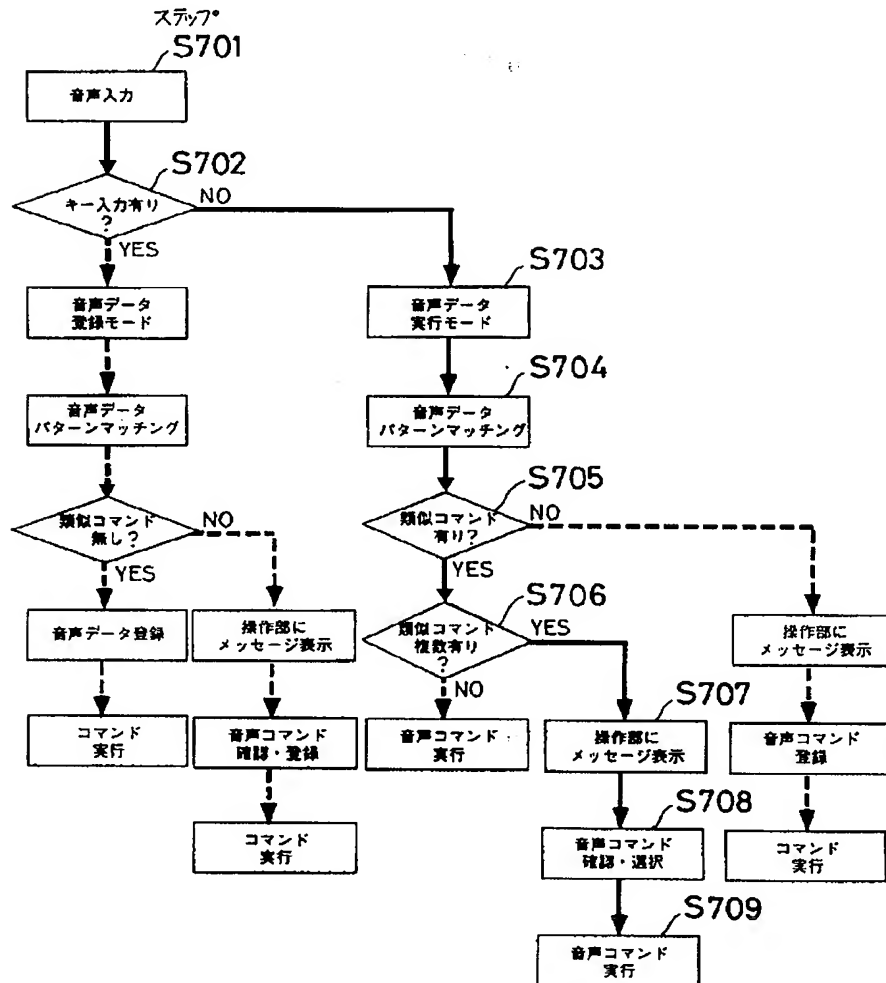 ステップ
S701
音声入力
S702
キー入力有り
?
NO
YES
S703
音声データ
登録モード
音声データ
実行モード
S704
音声データ
パターンマッチング
音声データ
パターンマッチング
S705
類似コマンド
無し?
NO
YES
類似コマンド
有り?
NO
YES
S706
音声データ登録
操作部に
メッセージ表示
類似コマンド
複数有り
?
YES
NO
操作部に
メッセージ表示
S707
コマンド
実行
音声コマンド
確認・登録
音声コマンド
実行
操作部に
メッセージ表示
音声コマンド
登録
S708
コマンド
実行
音声コマンド
確認・選択
コマンド
実行
S709
音声コマンド
実行